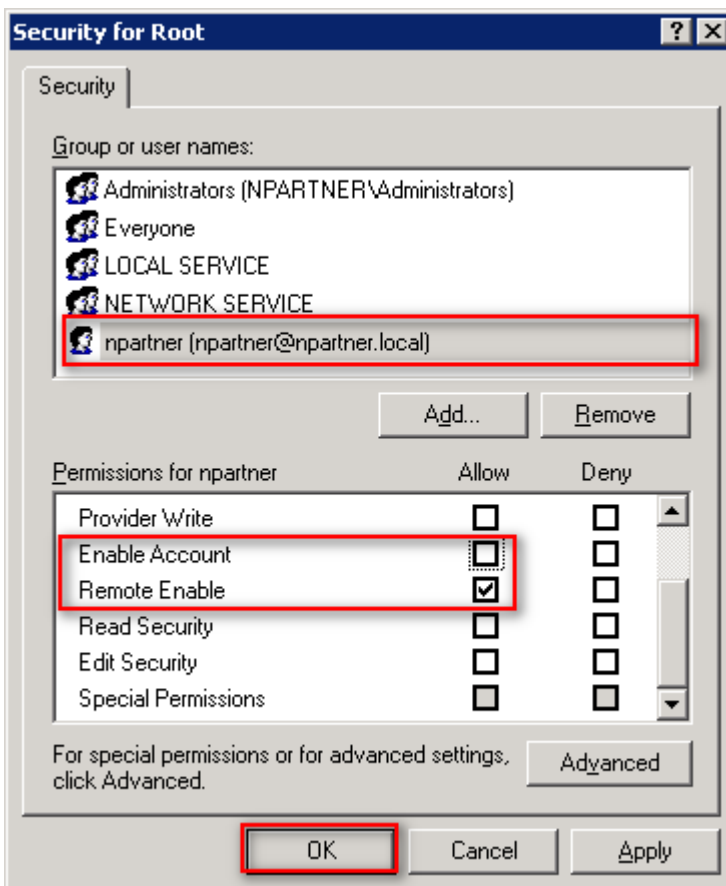 Security for Root
Security
Group or user names:
Administrators (NPARTNER\Administrators)
Everyone
LOCAL SERVICE
NETWORK SERVICE
npartner (npartner@npartner.local)
Add... Remove
Permissions for npartner Allow Deny
Provider Write
Enable Account
Remote Enable
Read Security
Edit Security
Special Permissions
For special permissions or for advanced settings,
click Advanced.
Advanced
OK Cancel Apply